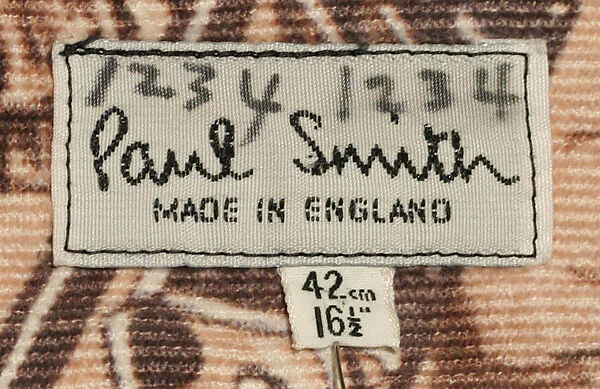 1234 1234
Paul Smith
MADE IN ENGLAND
42cm
16½"